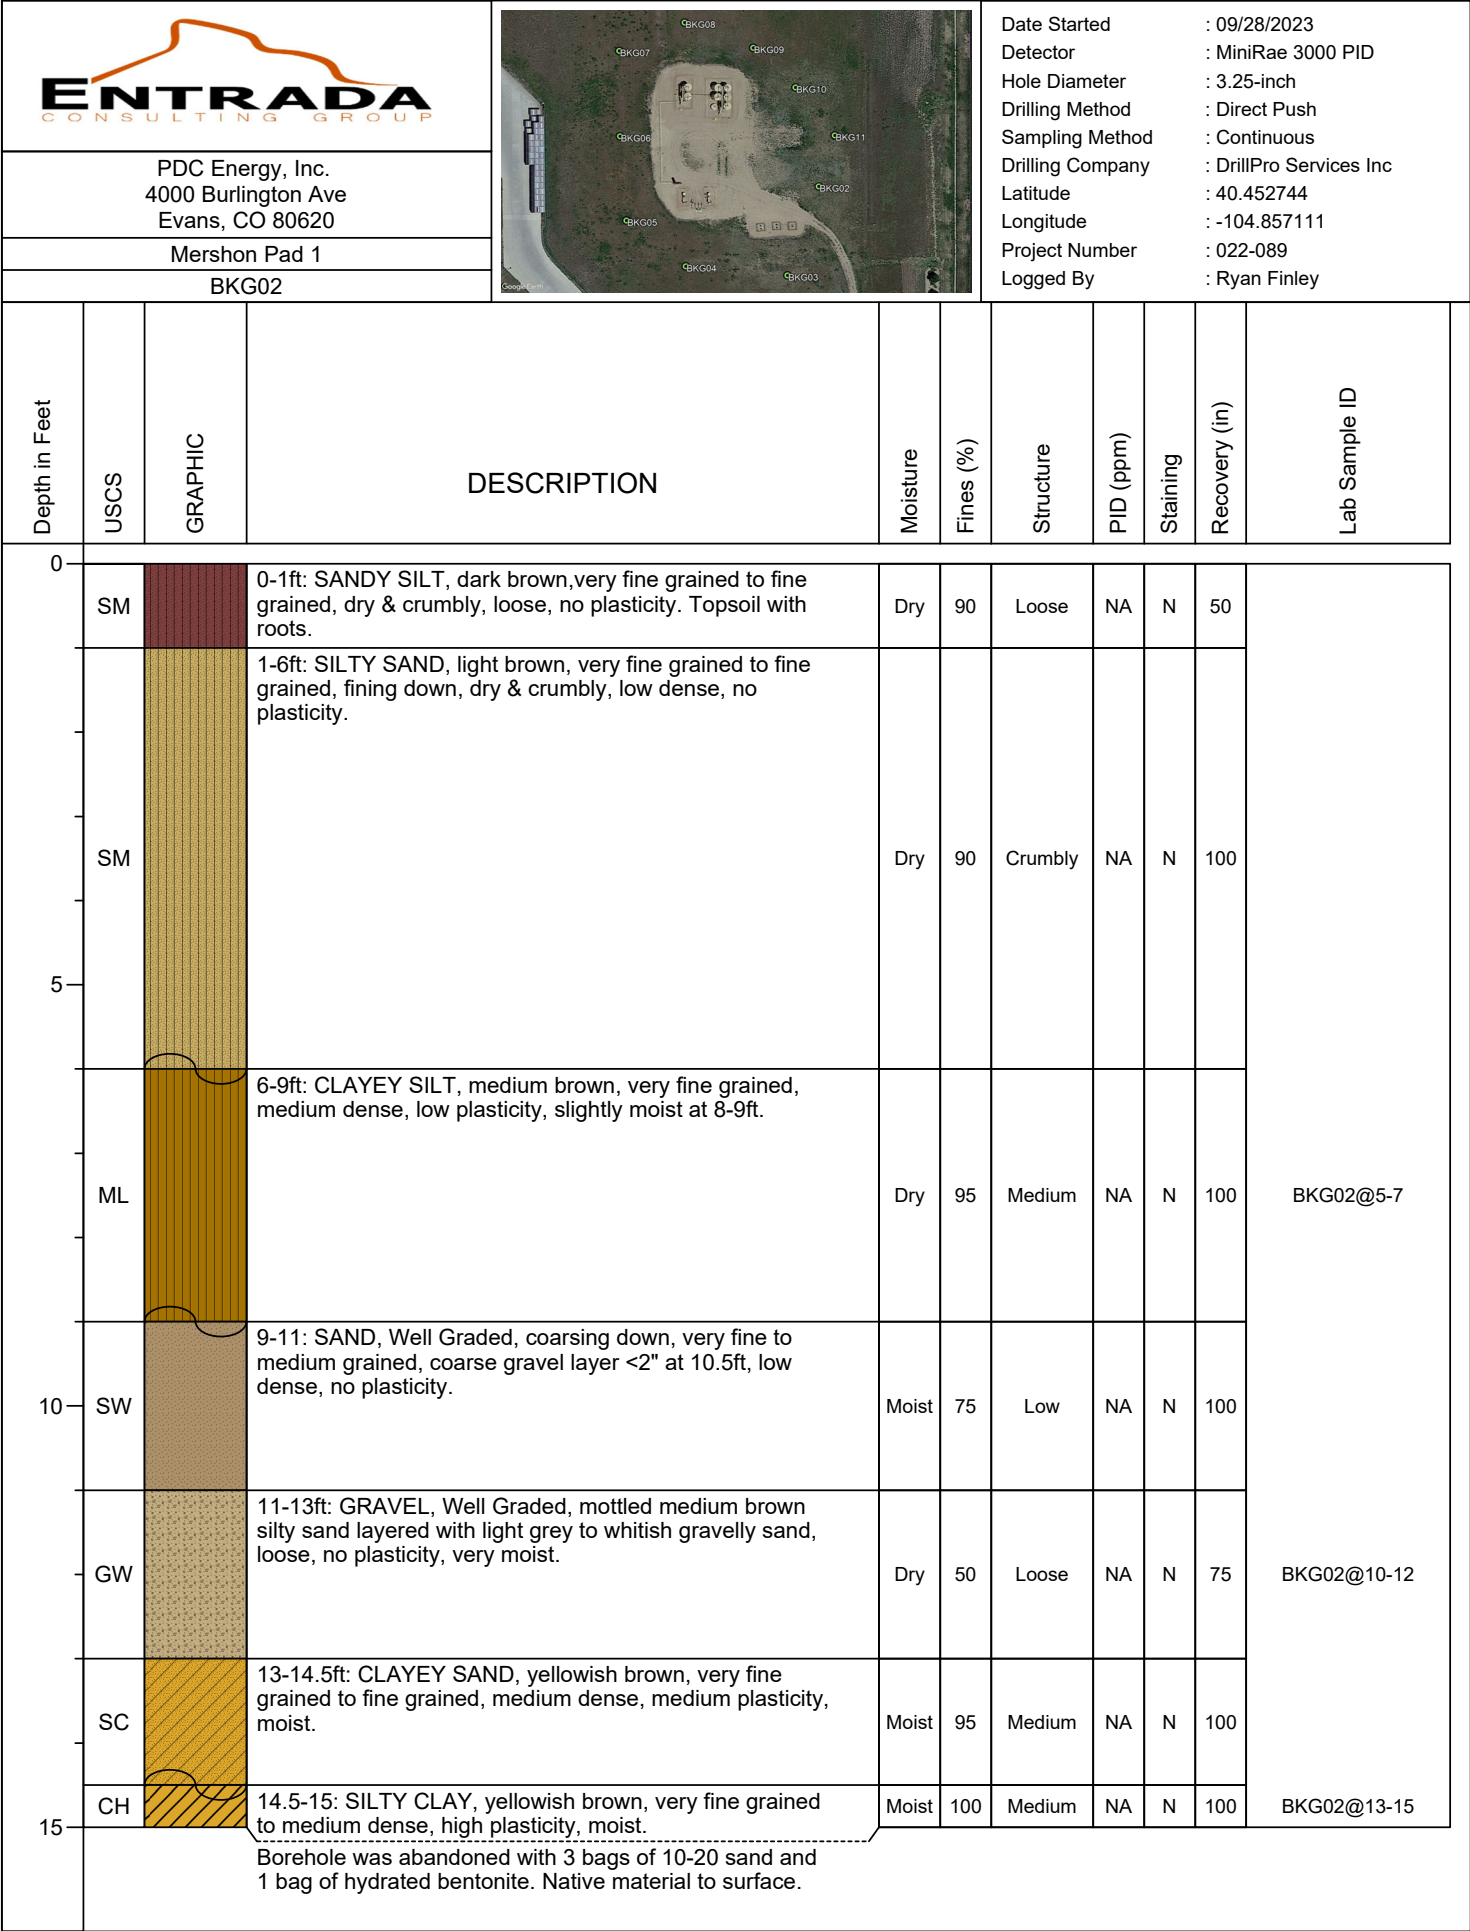 ENTRADA
CONSULTING GROUP
PDC Energy, Inc.
4000 Burlington Ave
Evans, CO 80620
Mershon Pad 1
BKG02
BKG08
BKG07
BKG09
BKG10
BKG06
BKG11
BKG02
BKG05
BKG04
BKG03
Google Earth
Date Started : 09/28/2023
Detector : MiniRae 3000 PID
Hole Diameter : 3.25-inch
Drilling Method : Direct Push
Sampling Method : Continuous
Drilling Company : DrillPro Services Inc
Latitude : 40.452744
Longitude : -104.857111
Project Number : 022-089
Logged By : Ryan Finley
Depth in Feet
USCS
GRAPHIC
DESCRIPTION
Moisture
Fines (%)
Structure
PID (ppm)
Staining
Recovery (in)
Lab Sample ID
0
SM
0-1ft: SANDY SILT, dark brown,very fine grained to fine
grained, dry & crumbly, loose, no plasticity. Topsoil with
roots.
Dry 90 Loose NA N 50
1-6ft: SILTY SAND, light brown, very fine grained to fine
grained, fining down, dry & crumbly, low dense, no
plasticity.
SM
Dry 90 Crumbly NA N 100
5
6-9ft: CLAYEY SILT, medium brown, very fine grained,
medium dense, low plasticity, slightly moist at 8-9ft.
ML
Dry 95 Medium NA N 100 BKG02@5-7
9-11: SAND, Well Graded, coarsing down, very fine to
medium grained, coarse gravel layer <2" at 10.5ft, low
dense, no plasticity.
10
SW
Moist 75 Low NA N 100
11-13ft: GRAVEL, Well Graded, mottled medium brown
silty sand layered with light grey to whitish gravelly sand,
loose, no plasticity, very moist.
GW
Dry 50 Loose NA N 75 BKG02@10-12
13-14.5ft: CLAYEY SAND, yellowish brown, very fine
grained to fine grained, medium dense, medium plasticity,
moist.
SC
Moist 95 Medium NA N 100
CH
14.5-15: SILTY CLAY, yellowish brown, very fine grained
to medium dense, high plasticity, moist.
Moist 100 Medium NA N 100 BKG02@13-15
15
Borehole was abandoned with 3 bags of 10-20 sand and
1 bag of hydrated bentonite. Native material to surface.